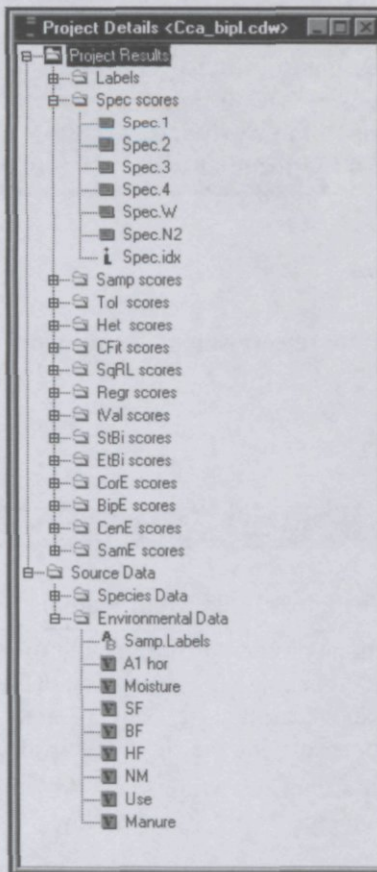 Project Details <Cca_bipl.cdw>
Project Results
Labels
Spec scores
Spec.1
Spec.2
Spec.3
Spec.4
Spec.W
Spec.N2
Spec.idx
Samp scores
Tol scores
Het scores
CFit scores
SqRL scores
Regr scores
tVal scores
StBi scores
EtBi scores
CorE scores
BipE scores
CenE scores
SamE scores
Source Data
Species Data
Environmental Data
Samp.Labels
A1 hor
Moisture
SF
BF
HF
NM
Use
Manure